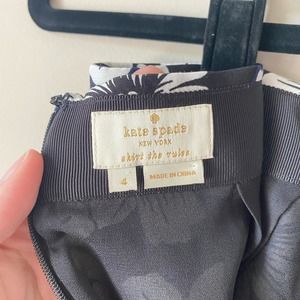 kate spade
NEW YORK
skirt the rules
4
MADE IN CHINA